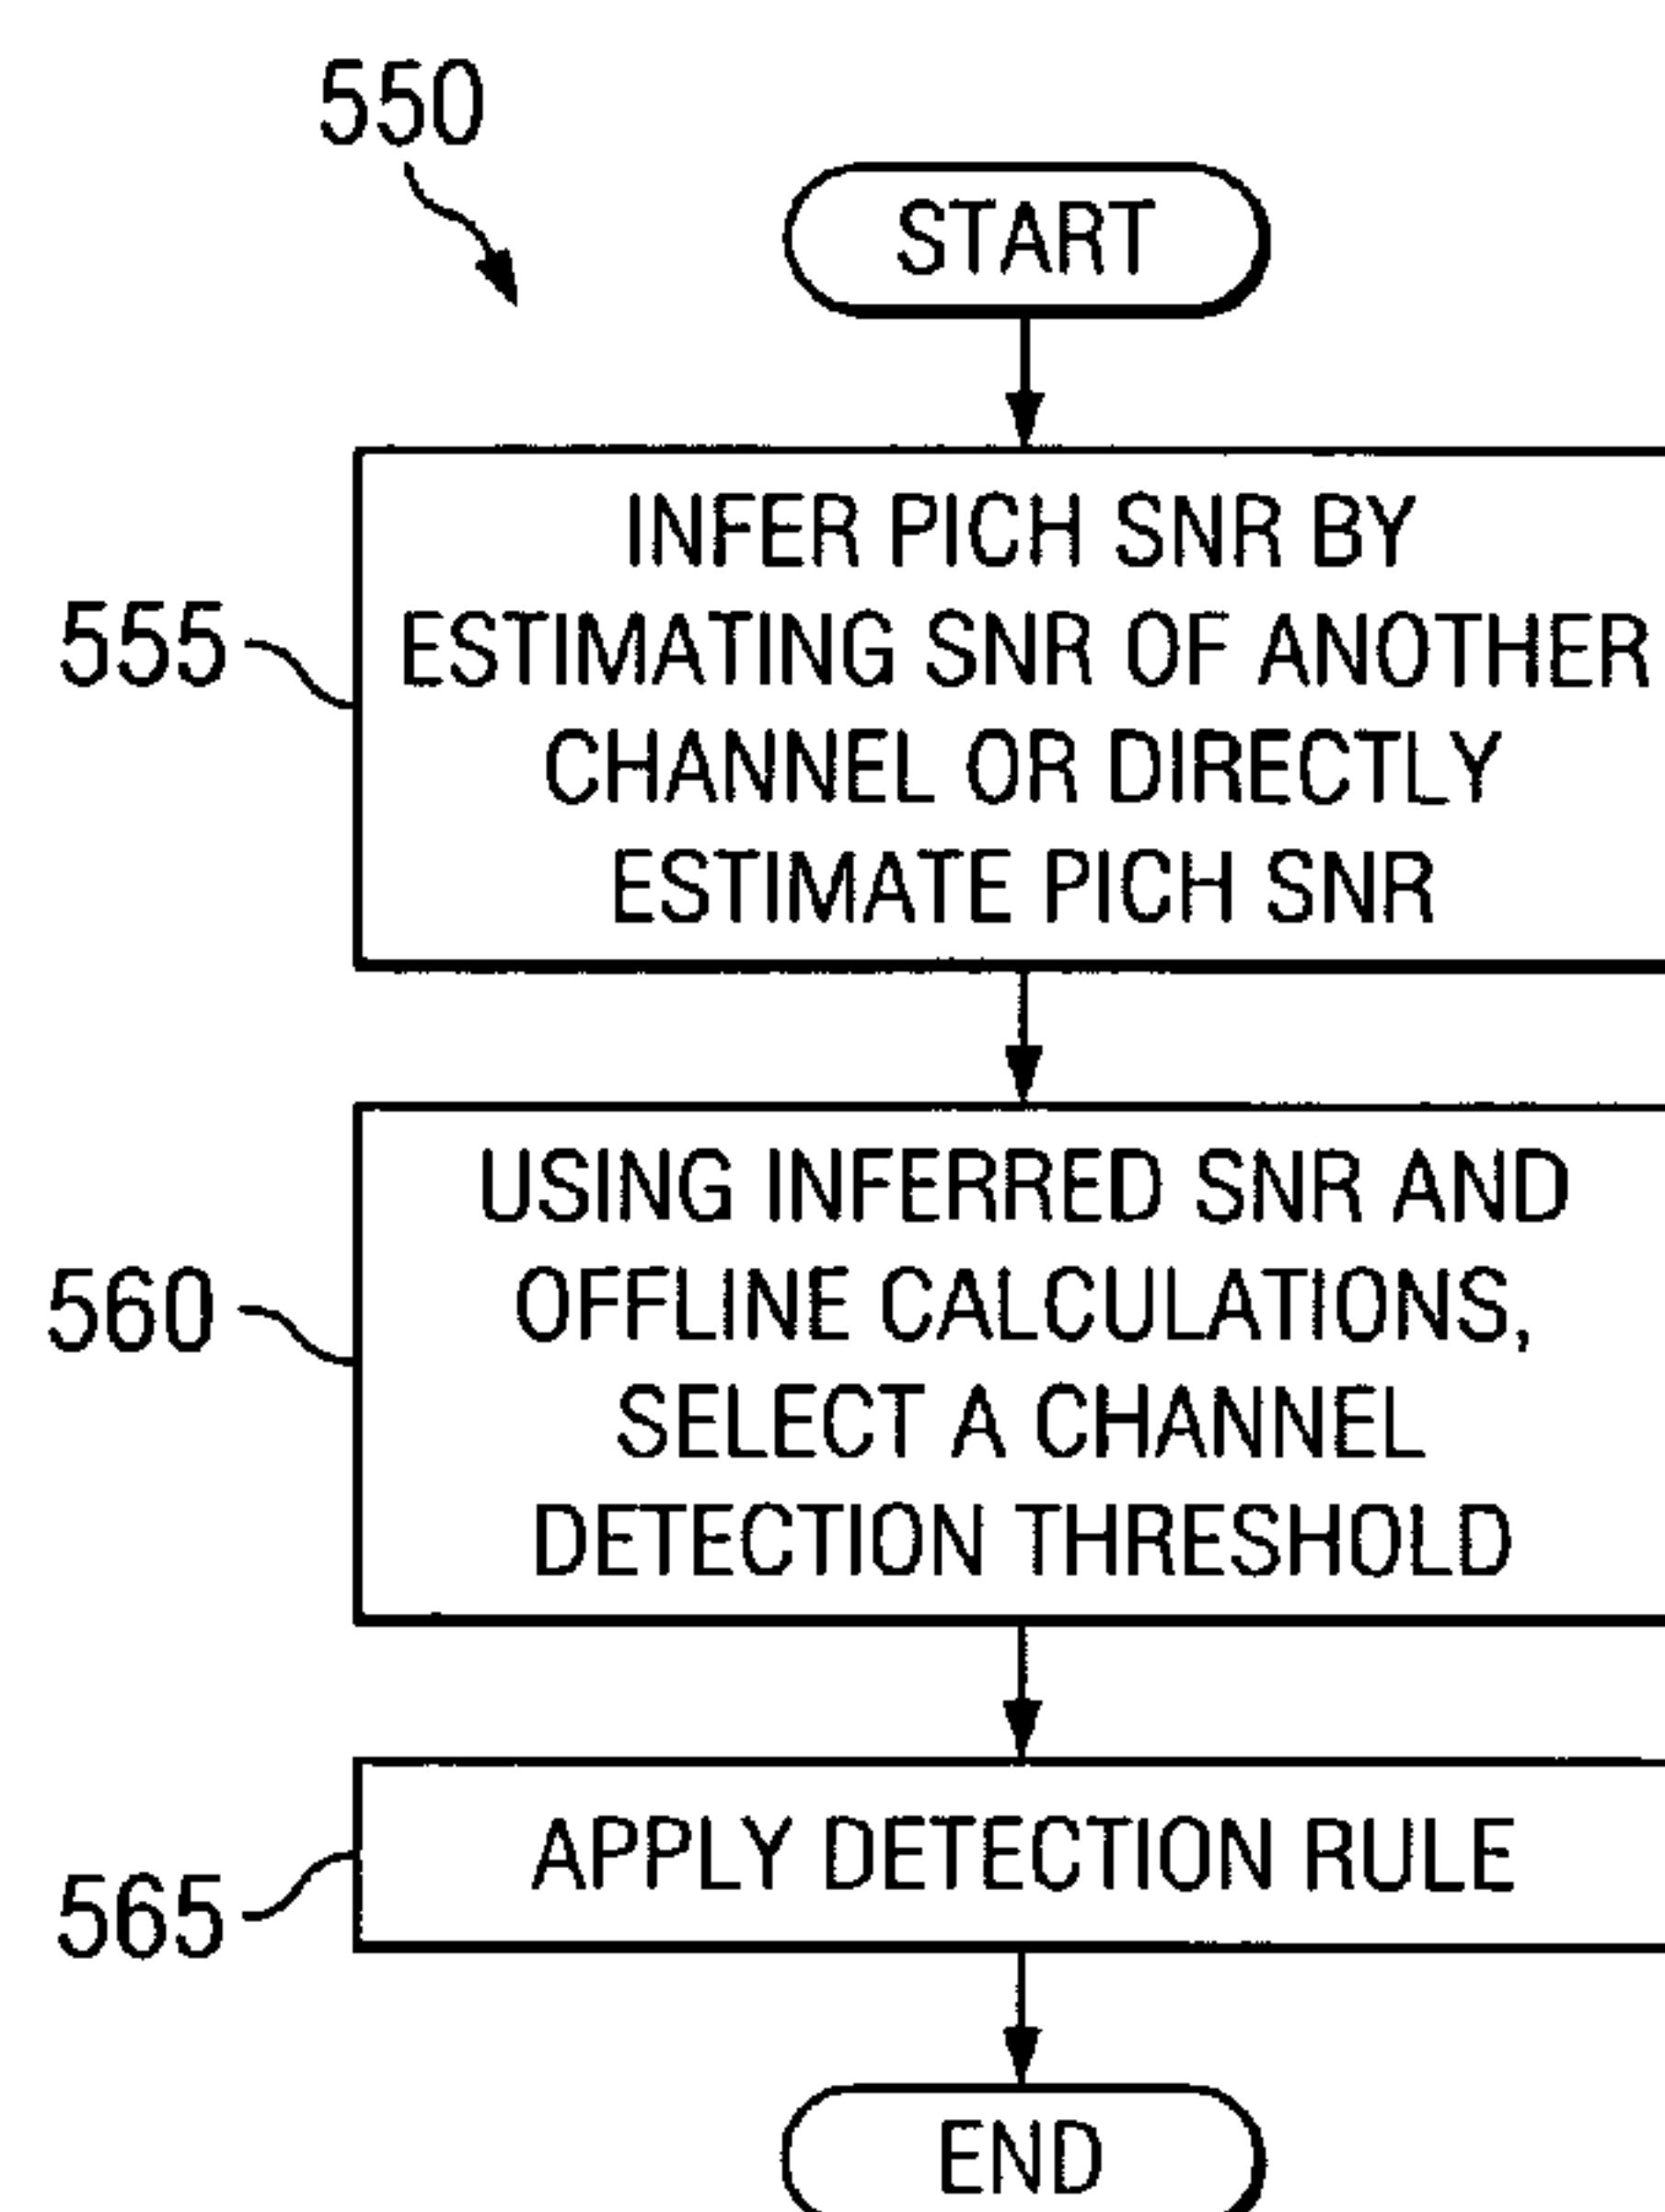 550
START
555
INFER PICH SNR BY
ESTIMATING SNR OF ANOTHER
CHANNEL OR DIRECTLY
ESTIMATE PICH SNR
560
USING INFERRED SNR AND
OFFLINE CALCULATIONS,
SELECT A CHANNEL
DETECTION THRESHOLD
565
APPLY DETECTION RULE
END